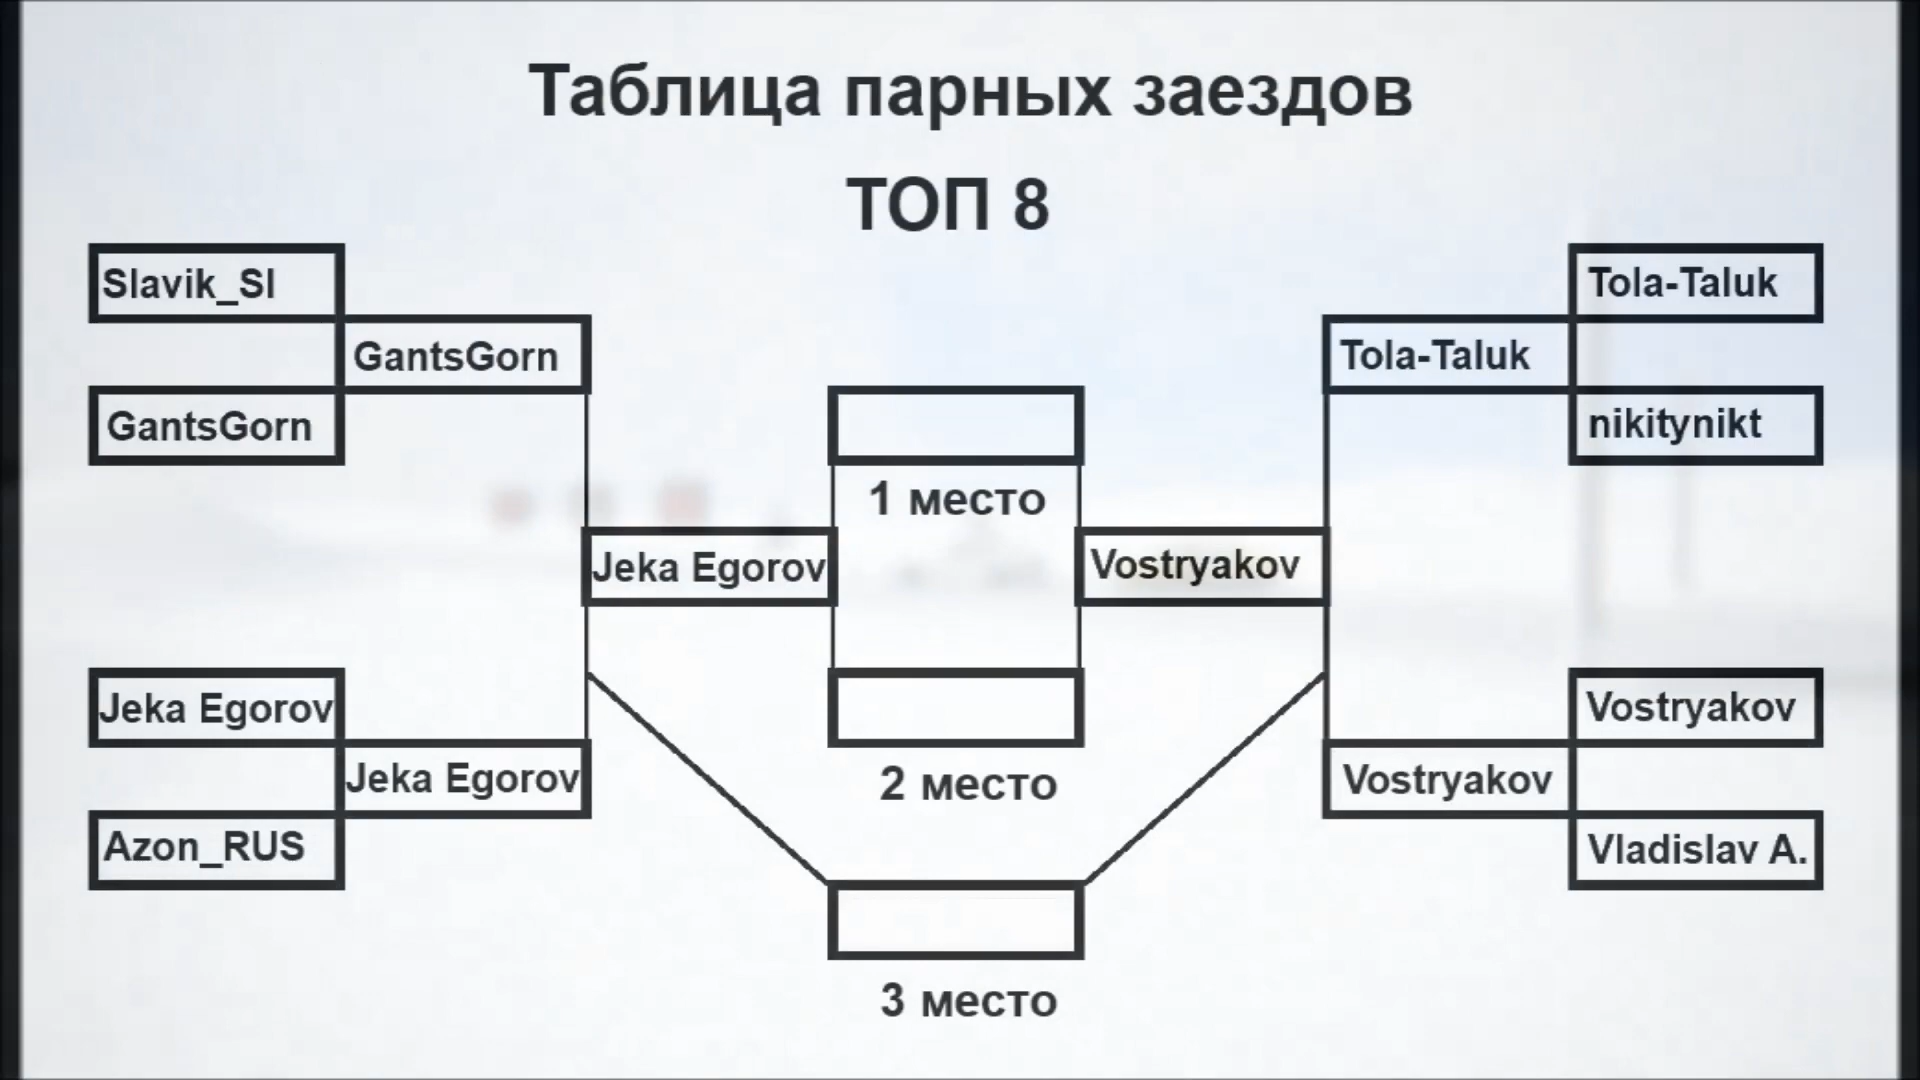 Таблица парных заездов
ТОП 8
Slavik_SI
Tola-Taluk
GantsGorn
Tola-Taluk
GantsGorn
nikitynikt
1 место
Jeka Egorov
Vostryakov
Jeka Egorov
Vostryakov
Jeka Egorov
2 место
Vostryakov
Azon_RUS
Vladislav A.
3 место